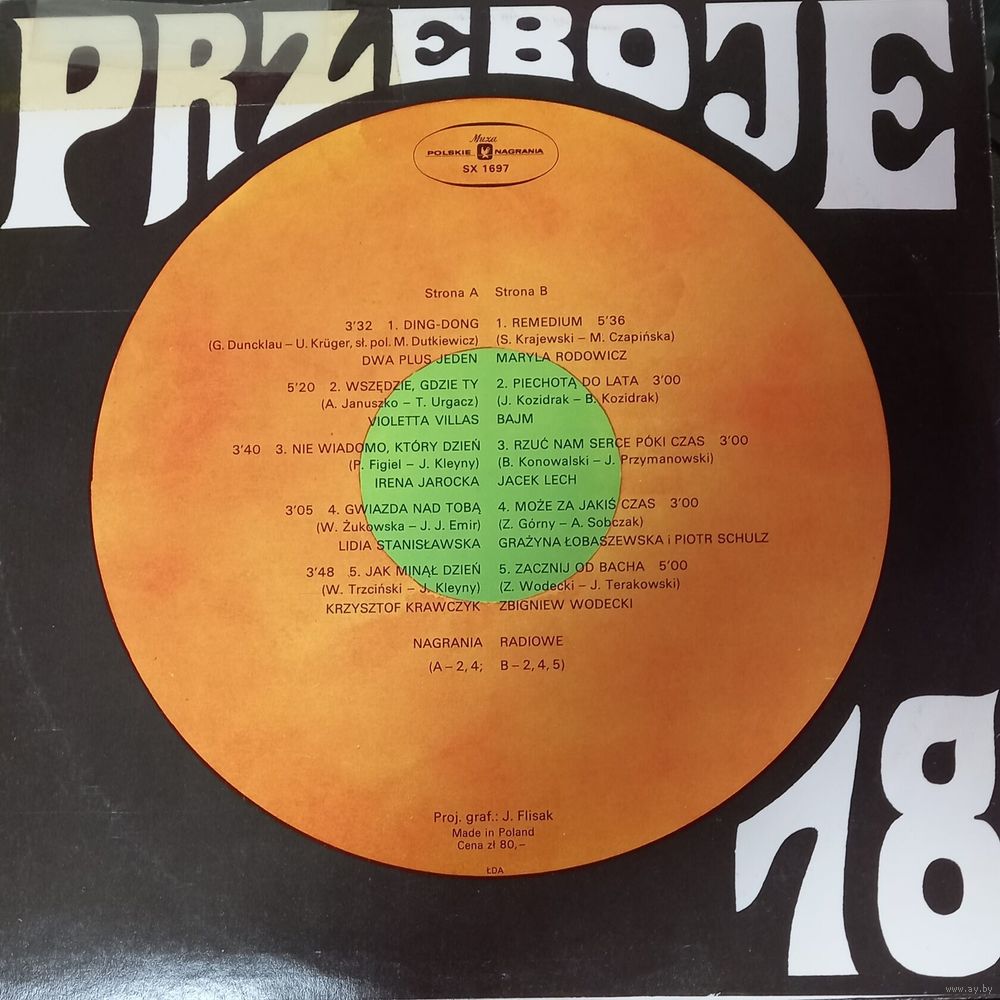 PRZEBOJE
Muza
POLSKIE NAGRANIA
SX 1697
Strona A
3'32 1. DING-DONG
(G. Duncklau – U. Krüger, sł. pol. M. Dutkiewicz)
DWA PLUS JEDEN
5'20 2. WSZĘDZIE, GDZIE TY
(A. Januszko – T. Urgacz)
VIOLETTA VILLAS
3'40 3. NIE WIADOMO, KTÓRY DZIEŃ
(P. Figiel – J. Kleyny)
IRENA JAROCKA
3'05 4. GWIAZDA NAD TOBĄ
(W. Żukowska – J. J. Emir)
LIDIA STANISŁAWSKA
3'48 5. JAK MINĄŁ DZIEŃ
(W. Trzciński – J. Kleyny)
KRZYSZTOF KRAWCZYK
Strona B
1. REMEDIUM 5'36
(S. Krajewski – M. Czapińska)
MARYLA RODOWICZ
2. PIECHOTĄ DO LATA 3'00
(J. Kozidrak – B. Kozidrak)
BAJM
3. RZUĆ NAM SERCE PÓKI CZAS 3'00
(B. Konowalski – J. Przymanowski)
JACEK LECH
4. MOŻE ZA JAKIŚ CZAS 3'00
(Z. Górny – A. Sobczak)
GRAŻYNA ŁOBASZEWSKA i PIOTR SCHULZ
5. ZACZNIJ OD BACHA 5'00
(Z. Wodecki – J. Terakowski)
ZBIGNIEW WODECKI
NAGRANIA RADIOWE
(A – 2, 4; B – 2, 4, 5)
Proj. graf.: J. Flisak
Made in Poland
Cena zł 80,–
ŁDA
78
www.ay.by